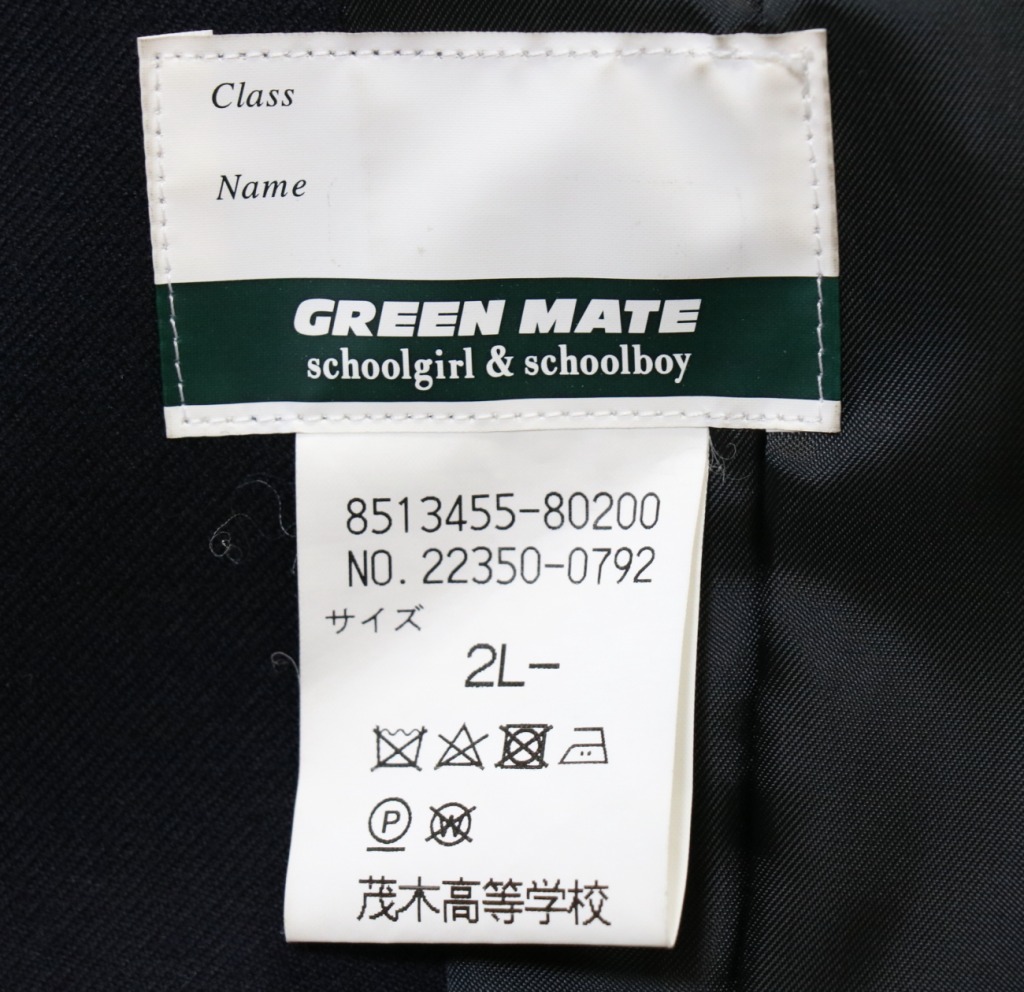 Class
Name
GREEN MATE
schoolgirl & schoolboy
8513455-80200
NO. 22350-0792
サイズ
2L-
P W
茂木高等学校